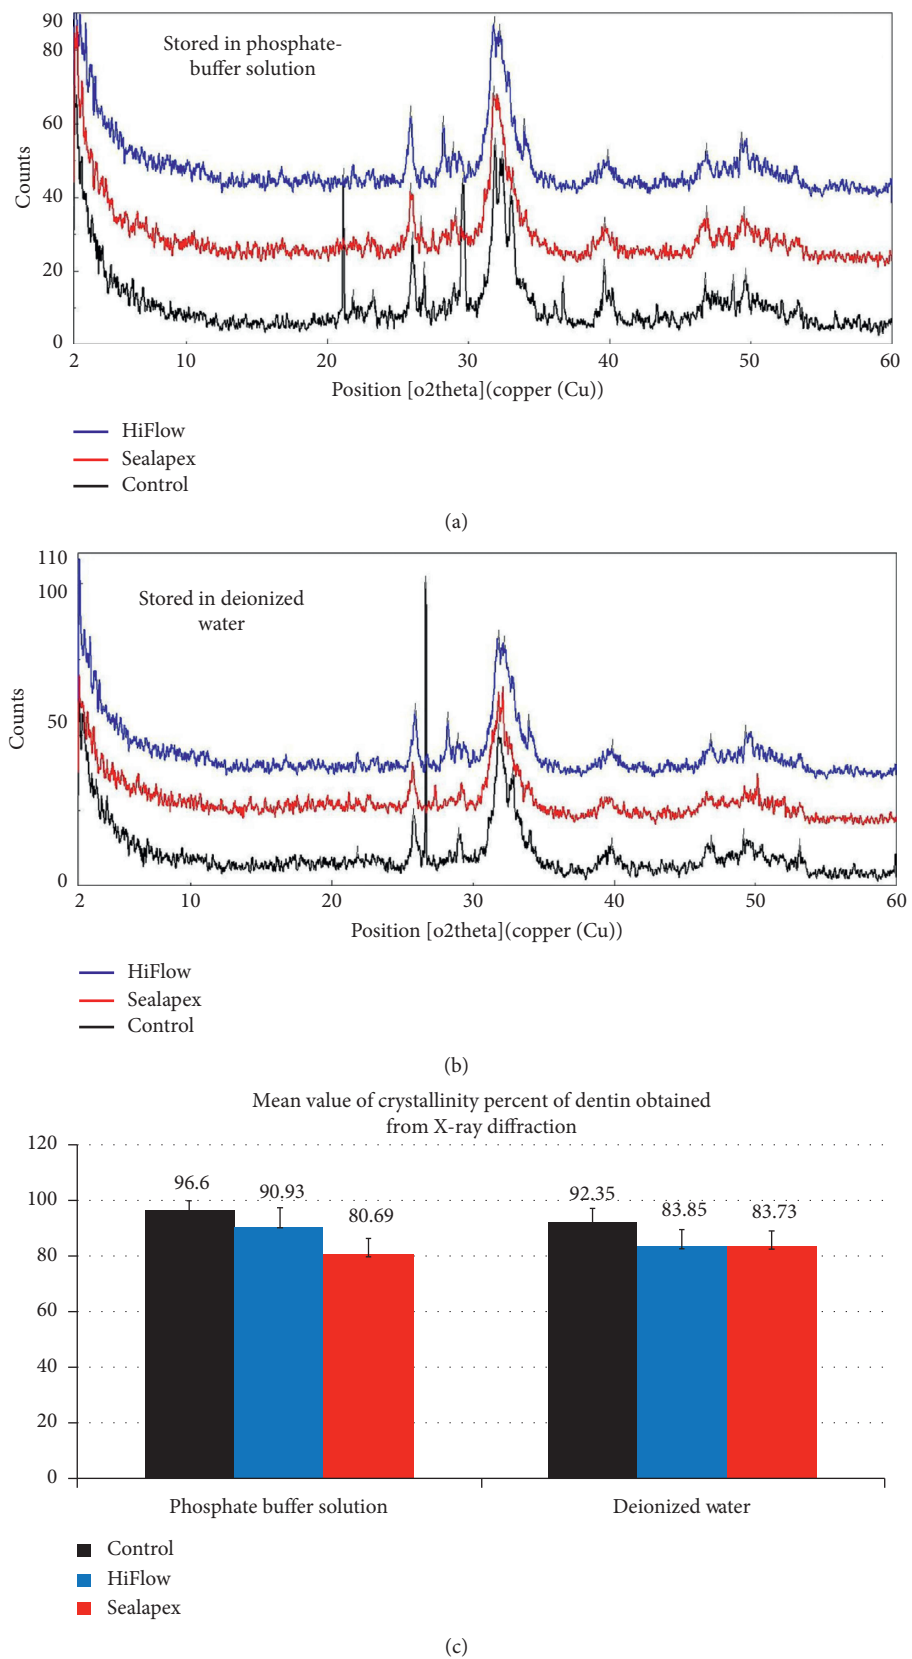 90
80
60
40
20
0
Counts
Stored in phosphate-
buffer solution
2 10 20 30 40 50 60
Position [o2theta](copper (Cu))
HiFlow
Sealapex
Control
(a)
110
100
50
0
Counts
Stored in deionized
water
2 10 20 30 40 50 60
Position [o2theta](copper (Cu))
HiFlow
Sealapex
Control
(b)
Mean value of crystallinity percent of dentin obtained
from X-ray diffraction
120
100
80
60
40
20
0
96.6 90.93 80.69 92.35 83.85 83.73
Phosphate buffer solution Deionized water
Control
HiFlow
Sealapex
(c)